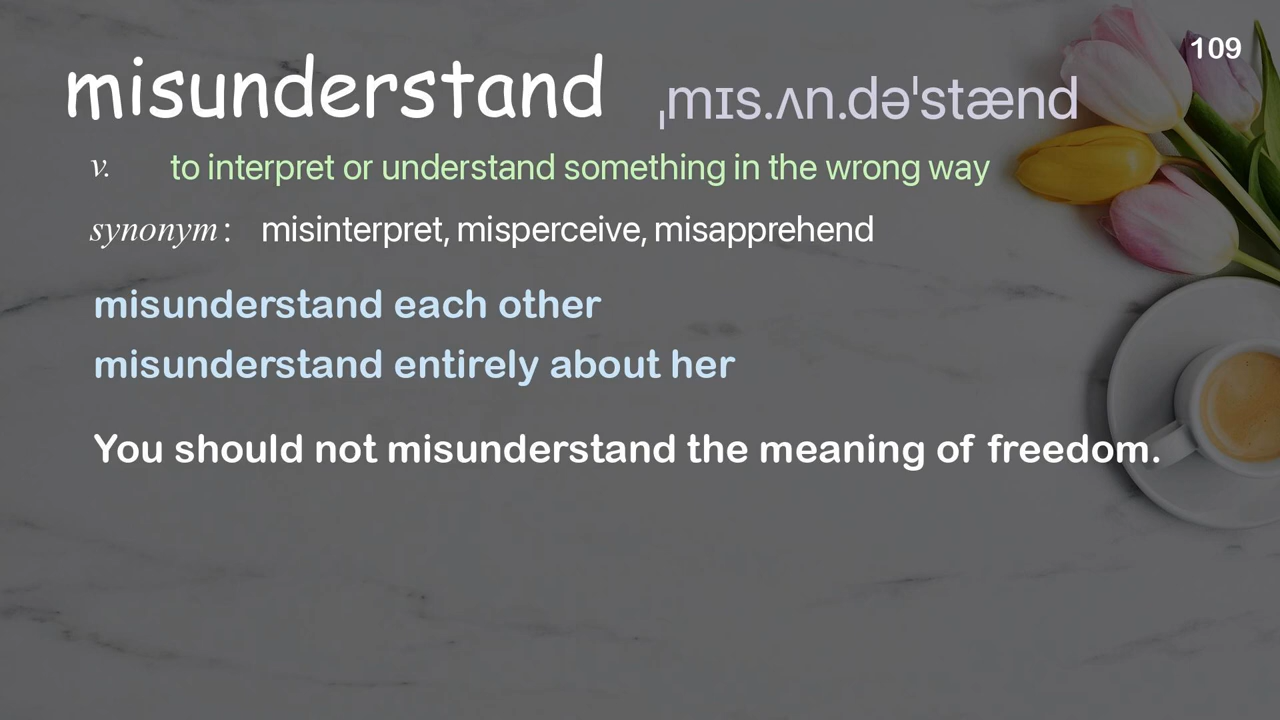 109
misunderstand ˌmɪs.ʌn.dəˈstænd
v. to interpret or understand something in the wrong way
synonym: misinterpret, misperceive, misapprehend
misunderstand each other
misunderstand entirely about her
You should not misunderstand the meaning of freedom.